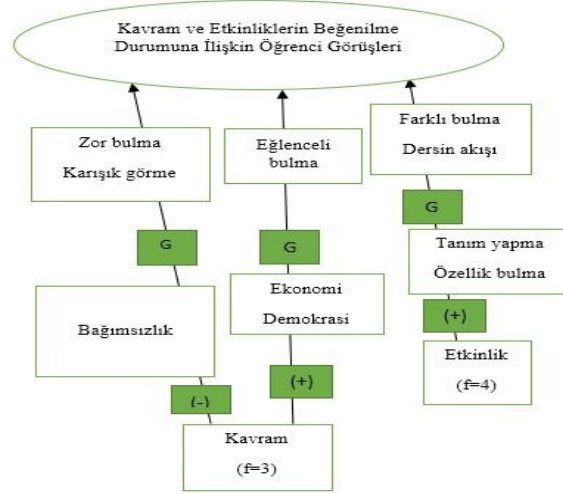 Kavram ve Etkinliklerin Beğenilme
Durumuna İlişkin Öğrenci Görüşleri
Zor bulma
Karışık görme
Eğlenceli
bulma
Farklı bulma
Dersin akışı
G
G
G
Bağımsızlık
Ekonomi
Demokrasi
Tanım yapma
Özellik bulma
(-)
(+)
(+)
Kavram
(f=3)
Etkinlik
(f=4)